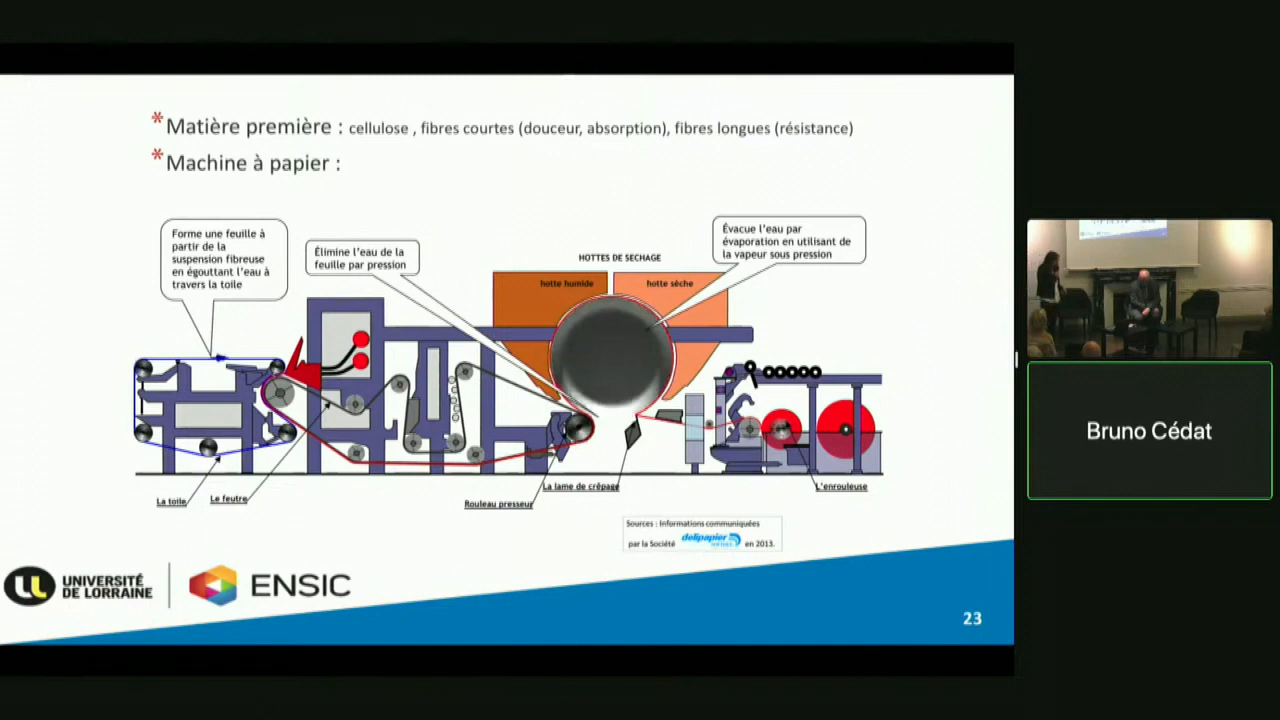 * Matière première : cellulose , fibres courtes (douceur, absorption), fibres longues (résistance)
* Machine à papier :
Forme une feuille à
partir de la
suspension fibreuse
en égouttant l'eau à
travers la toile
Élimine l'eau de la
feuille par pression
HOTTES DE SECHAGE
hotte humide
hotte sèche
Évacue l'eau par
évaporation en utilisant de
la vapeur sous pression
La toile
Le feutre
Rouleau presseur
La lame de crêpage
L'enrouleuse
Sources : Informations communiquées
par la Société delipapier en 2013.
UNIVERSITÉ
DE LORRAINE
ENSIC
23
Bruno Cédat